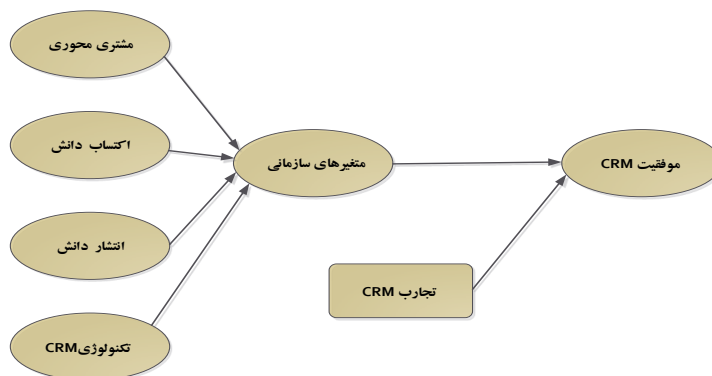 مشتری محوری
اکتساب دانش
متغیرهای سازمانی
موفقیت CRM
انتشار دانش
تجارب CRM
تکنولوژیCRM